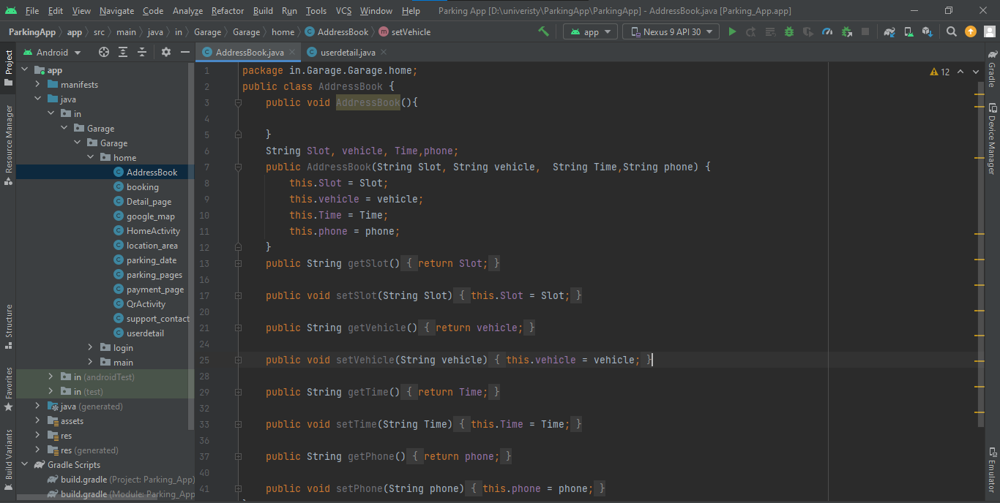 File Edit View Navigate Code Analyze Refactor Build Run Tools VCS Window Help Parking App [D:\univeristy\ParkingApp\ParkingApp] - AddressBook.java [Parking_App.app]
ParkingApp app src main java in Garage Garage home AddressBook setVehicle app Nexus 9 API 30
Android AddressBook.java userdetail.java
Project
Resource Manager
Structure
Favorites
Build Variants
app
manifests
java
in
Garage
Garage
home
AddressBook
booking
Detail_page
google_map
HomeActivity
location_area
parking_date
parking_pages
payment_page
QrActivity
support_contact
userdetail
login
main
in (androidTest)
in (test)
java (generated)
assets
res
res (generated)
Gradle Scripts
build.gradle (Project: Parking_App)
build.gradle (Module: Parking_App
1 package in.Garage.Garage.home;
2 public class AddressBook {
3 public void AddressBook(){
4
5 }
6 String Slot, vehicle, Time,phone;
7 public AddressBook(String Slot, String vehicle, String Time,String phone) {
8 this.Slot = Slot;
9 this.vehicle = vehicle;
10 this.Time = Time;
11 this.phone = phone;
12 }
13 public String getSlot() { return Slot; }
16
17 public void setSlot(String Slot) { this.Slot = Slot; }
20
21 public String getVehicle() { return vehicle; }
24
25 public void setVehicle(String vehicle) { this.vehicle = vehicle; }
28
29 public String getTime() { return Time; }
32
33 public void setTime(String Time) { this.Time = Time; }
36
37 public String getPhone() { return phone; }
40
41 public void setPhone(String phone) { this.phone = phone; }
12
Gradle
Device Manager
Emulator